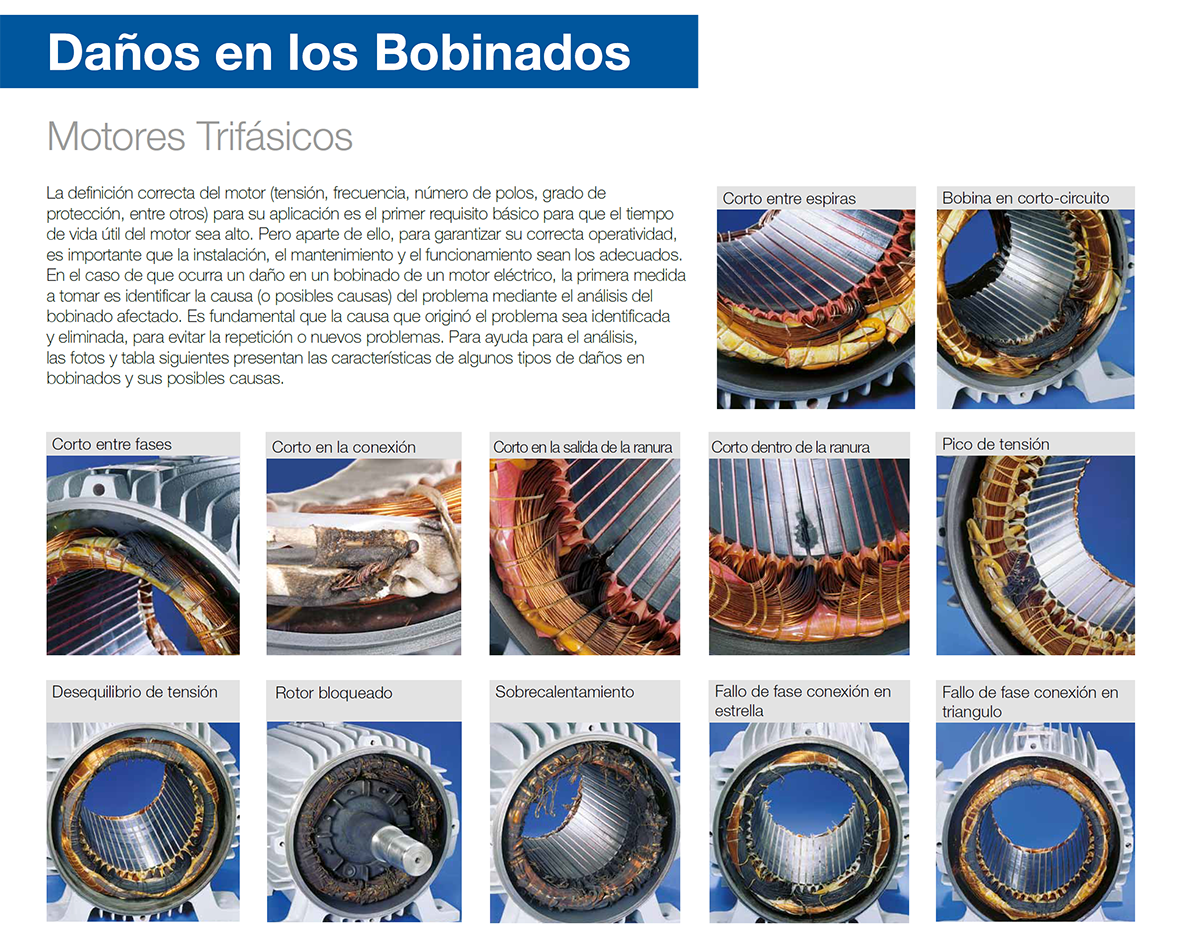 Daños en los Bobinados
Motores Trifásicos
La definición correcta del motor (tensión, frecuencia, número de polos, grado de
protección, entre otros) para su aplicación es el primer requisito básico para que el tiempo
de vida útil del motor sea alto. Pero aparte de ello, para garantizar su correcta operatividad,
es importante que la instalación, el mantenimiento y el funcionamiento sean los adecuados.
En el caso de que ocurra un daño en un bobinado de un motor eléctrico, la primera medida
a tomar es identificar la causa (o posibles causas) del problema mediante el análisis del
bobinado afectado. Es fundamental que la causa que originó el problema sea identificada
y eliminada, para evitar la repetición o nuevos problemas. Para ayuda para el análisis,
las fotos y tabla siguientes presentan las características de algunos tipos de daños en
bobinados y sus posibles causas.
Corto entre espiras
Bobina en corto-circuito
Corto entre fases
Corto en la conexión
Corto en la salida de la ranura
Corto dentro de la ranura
Pico de tensión
Desequilibrio de tensión
Rotor bloqueado
Sobrecalentamiento
Fallo de fase conexión en
estrella
Fallo de fase conexión en
triangulo